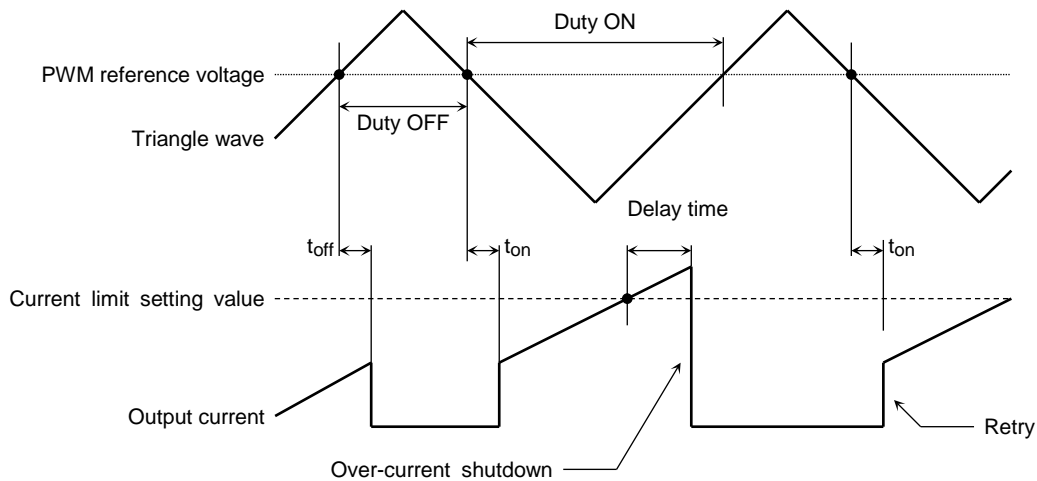 Duty ON
PWM reference voltage
Duty OFF
Triangle wave
Delay time
toff
ton
ton
Current limit setting value
Output current
Retry
Over-current shutdown